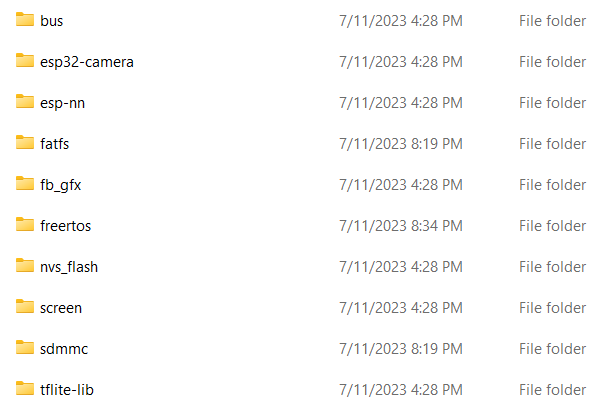 bus 7/11/2023 4:28 PM File folder
esp32-camera 7/11/2023 4:28 PM File folder
esp-nn 7/11/2023 4:28 PM File folder
fatfs 7/11/2023 8:19 PM File folder
fb_gfx 7/11/2023 4:28 PM File folder
freertos 7/11/2023 8:34 PM File folder
nvs_flash 7/11/2023 4:28 PM File folder
screen 7/11/2023 4:28 PM File folder
sdmmc 7/11/2023 8:19 PM File folder
tflite-lib 7/11/2023 4:28 PM File folder